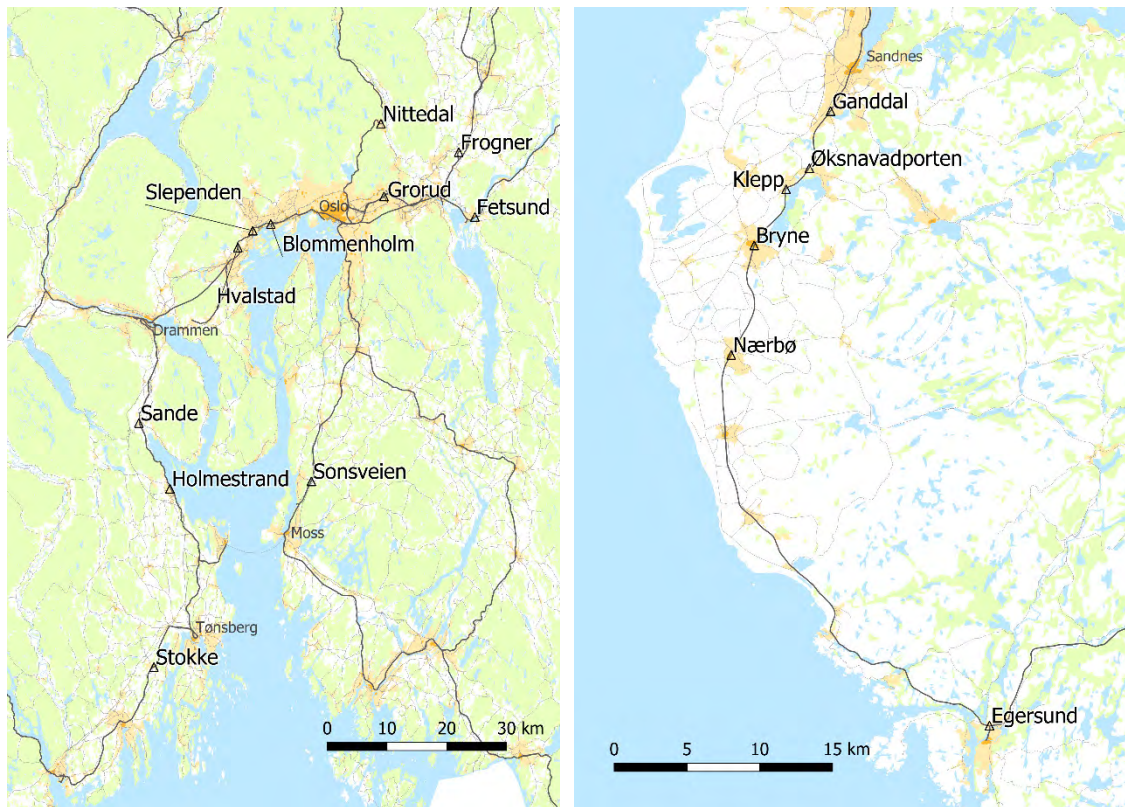 Nittedal
Frogner
Slependen
Grorud
Oslo
Fetsund
Blommenholm
Hvalstad
Drammen
Sande
Holmestrand
Sonsveien
Moss
Tønsberg
Stokke
0 10 20 30 km
Sandnes
Ganddal
Øksnavadporten
Klepp
Bryne
Nærbø
Egersund
0 5 10 15 km